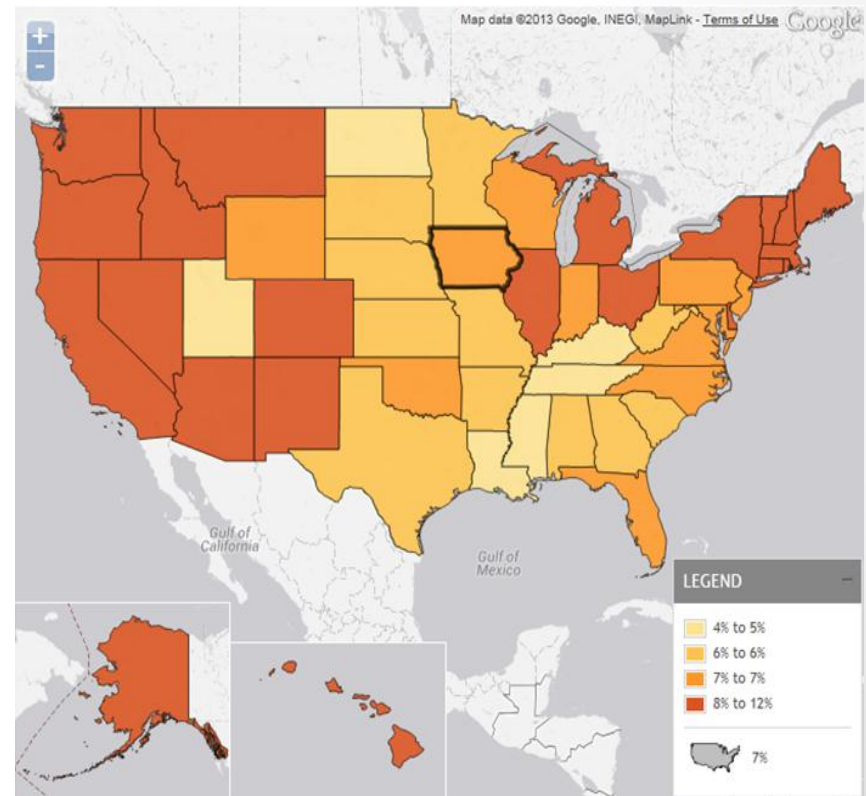 Map data ©2013 Google, INEGI, MapLink - Terms of Use Google
+
-
Gulf of
California
Gulf of
Mexico
LEGEND -
4% to 5%
6% to 6%
7% to 7%
8% to 12%
7%